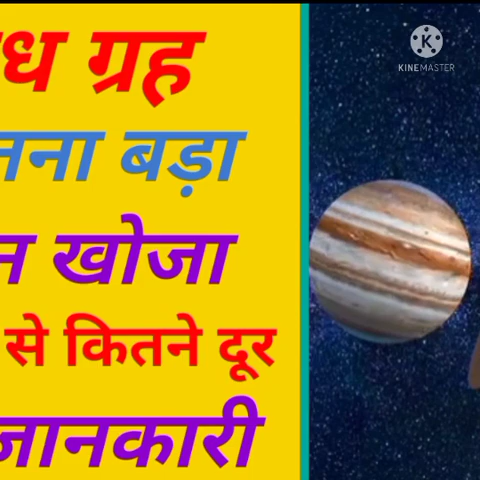 ग्रह
बड़ा
खोजा
से कितने दूर
जानकारी
KINEMASTER